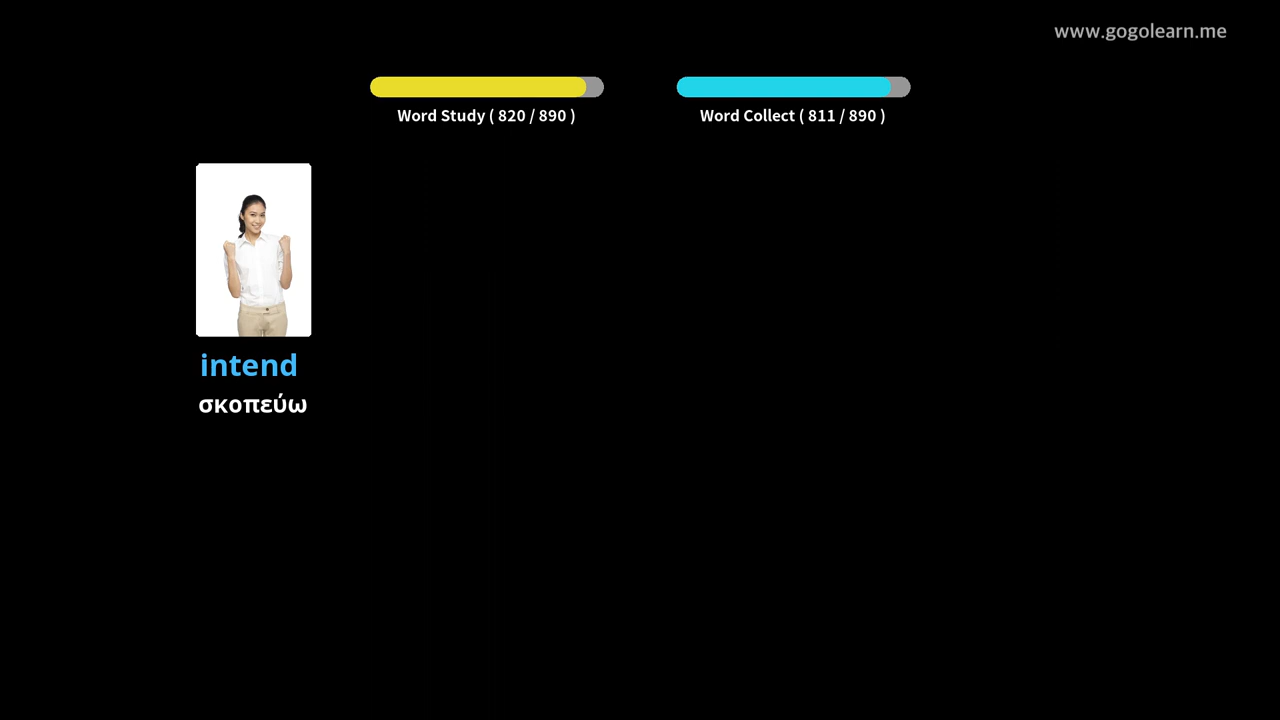 www.gogolearn.me
Word Study ( 820 / 890 )
Word Collect ( 811 / 890 )
intend
σκοπεύω